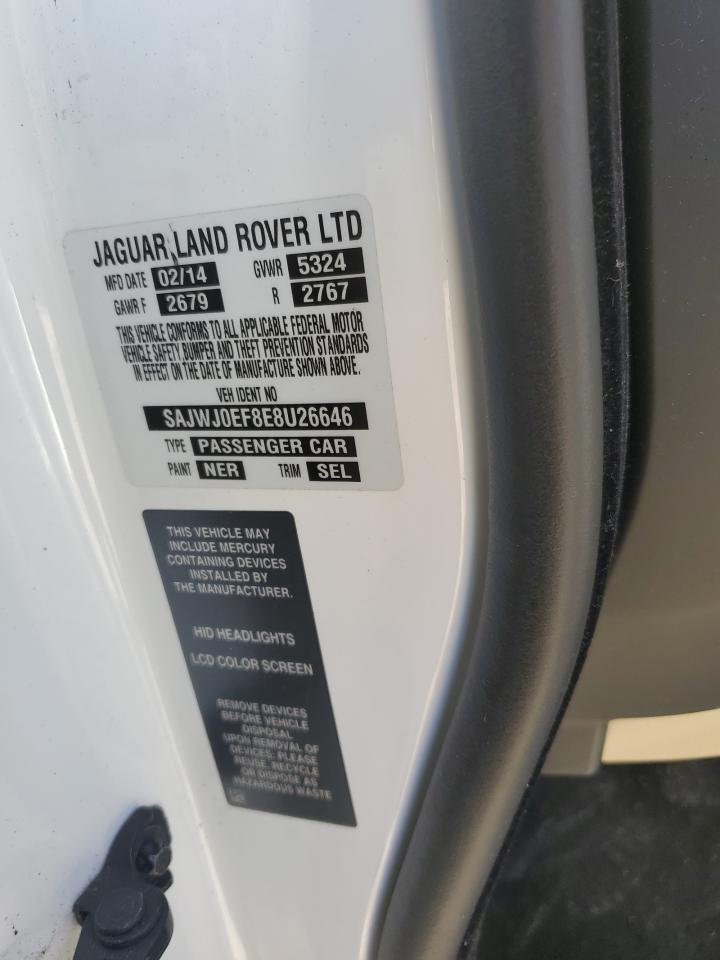 JAGUAR LAND ROVER LTD
MFD DATE 02/14 GVWR 5324
GAWR F 2679 R 2767
THIS VEHICLE CONFORMS TO ALL APPLICABLE FEDERAL MOTOR
VEHICLE SAFETY BUMPER AND THEFT PREVENTION STANDARDS
IN EFFECT ON THE DATE OF MANUFACTURE SHOWN ABOVE.
VEH IDENT NO
SAJWJ0EF8E8U26646
TYPE PASSENGER CAR
PAINT NER TRIM SEL
THIS VEHICLE MAY
INCLUDE MERCURY
CONTAINING DEVICES
INSTALLED BY
THE MANUFACTURER.
HID HEADLIGHTS
LCD COLOR SCREEN
REMOVE DEVICES
BEFORE VEHICLE
DISPOSAL
UPON REMOVAL OF
DEVICES: PLEASE
REUSE, RECYCLE
OR DISPOSE AS
HAZARDOUS WASTE